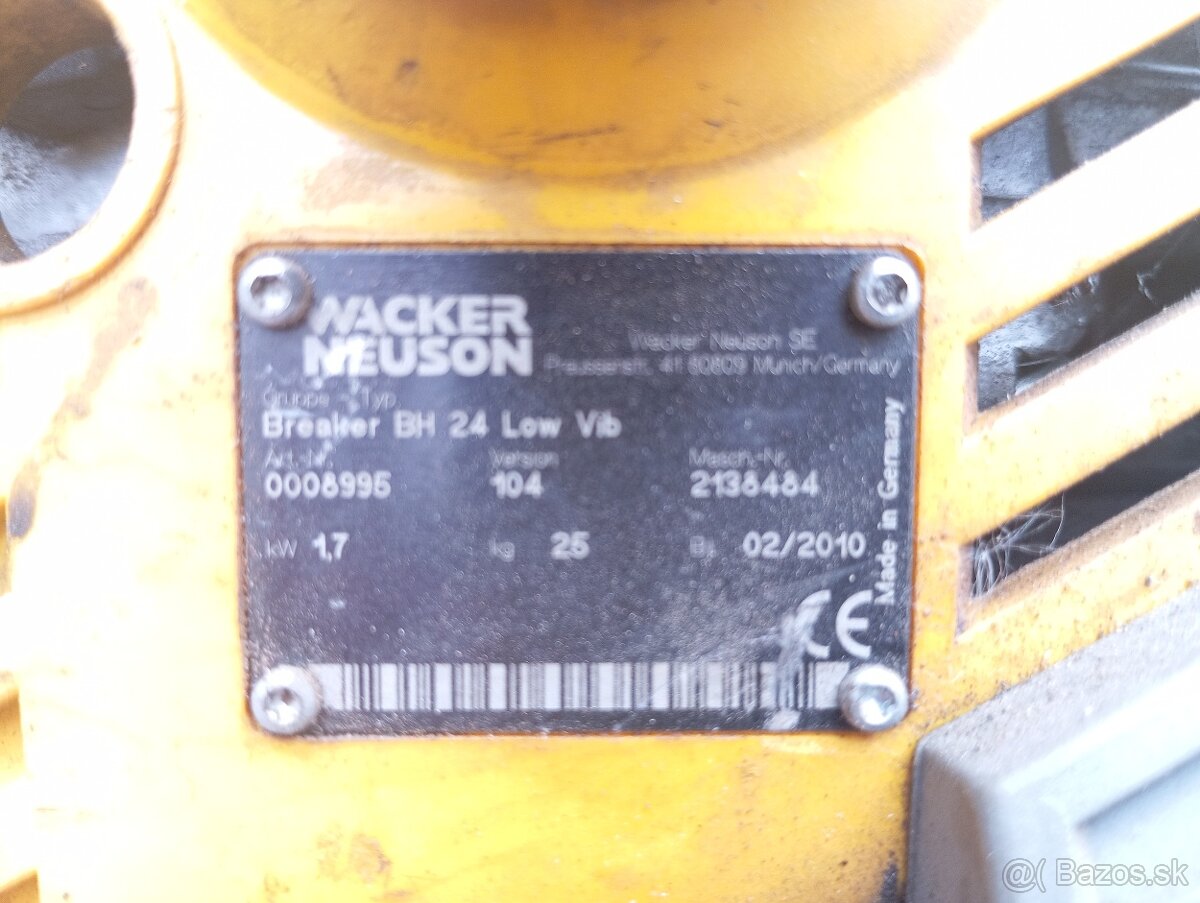 WACKER
NEUSON
Wacker Neuson SE
Preussenstr. 41 80809 Munich/Germany
Gruppe - Typ
Breaker BH 24 Low Vib
Art.-Nr. Version Masch.-Nr.
0008995 104 2138484
kW 1,7 kg 25 Bj. 02/2010
Made in Germany
CE
@( Bazos.sk